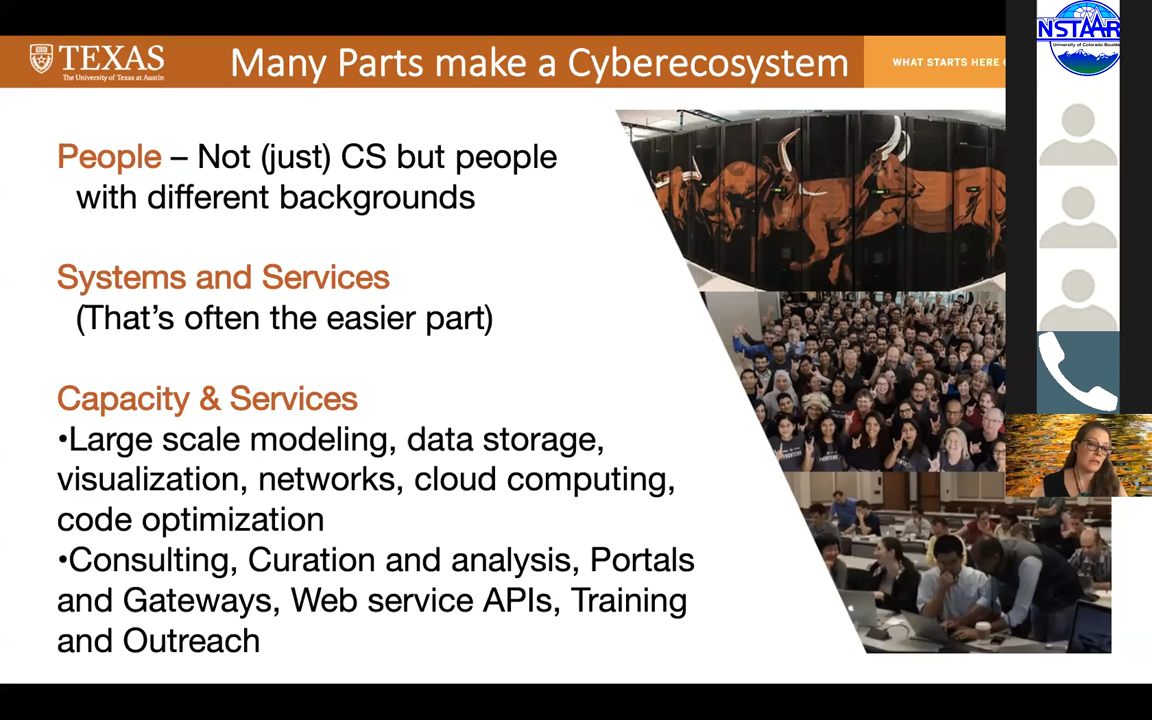 TEXAS
The University of Texas at Austin
Many Parts make a Cyberecosystem
WHAT STARTS HERE
NSTAAR
University of Colorado Boulder
People – Not (just) CS but people
with different backgrounds
Systems and Services
(That’s often the easier part)
Capacity & Services
•Large scale modeling, data storage,
visualization, networks, cloud computing,
code optimization
•Consulting, Curation and analysis, Portals
and Gateways, Web service APIs, Training
and Outreach